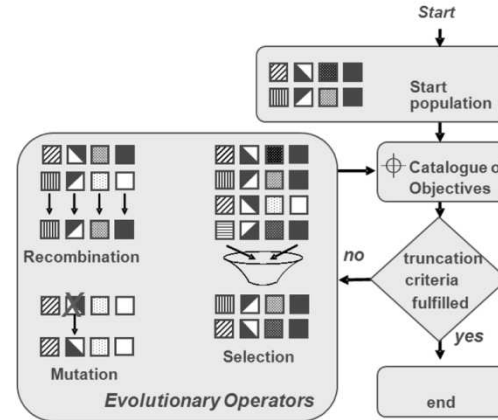 Start
Start
population
Catalogue o
Objectives
Recombination
no
truncation
criteria
fulfilled
Mutation
Selection
yes
Evolutionary Operators
end